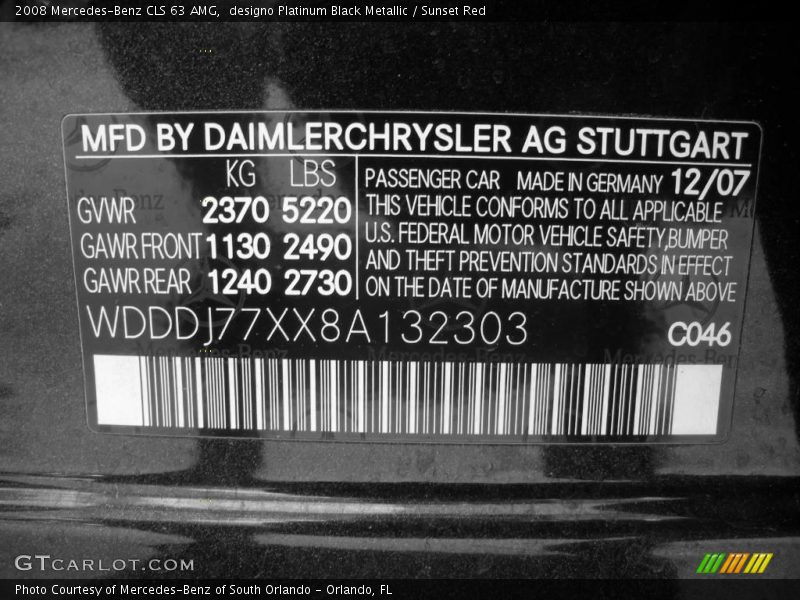 2008 Mercedes-Benz CLS 63 AMG,  designo Platinum Black Metallic / Sunset Red
MFD BY DAIMLERCHRYSLER AG STUTTGART
KG LBS
GVWR 2370 5220
GAWR FRONT 1130 2490
GAWR REAR 1240 2730
PASSENGER CAR MADE IN GERMANY 12/07
THIS VEHICLE CONFORMS TO ALL APPLICABLE
U.S. FEDERAL MOTOR VEHICLE SAFETY,BUMPER
AND THEFT PREVENTION STANDARDS IN EFFECT
ON THE DATE OF MANUFACTURE SHOWN ABOVE
WDDDJ77XX8A132303 C046
GTCARLOT.COM
Photo Courtesy of Mercedes-Benz of South Orlando - Orlando, FL